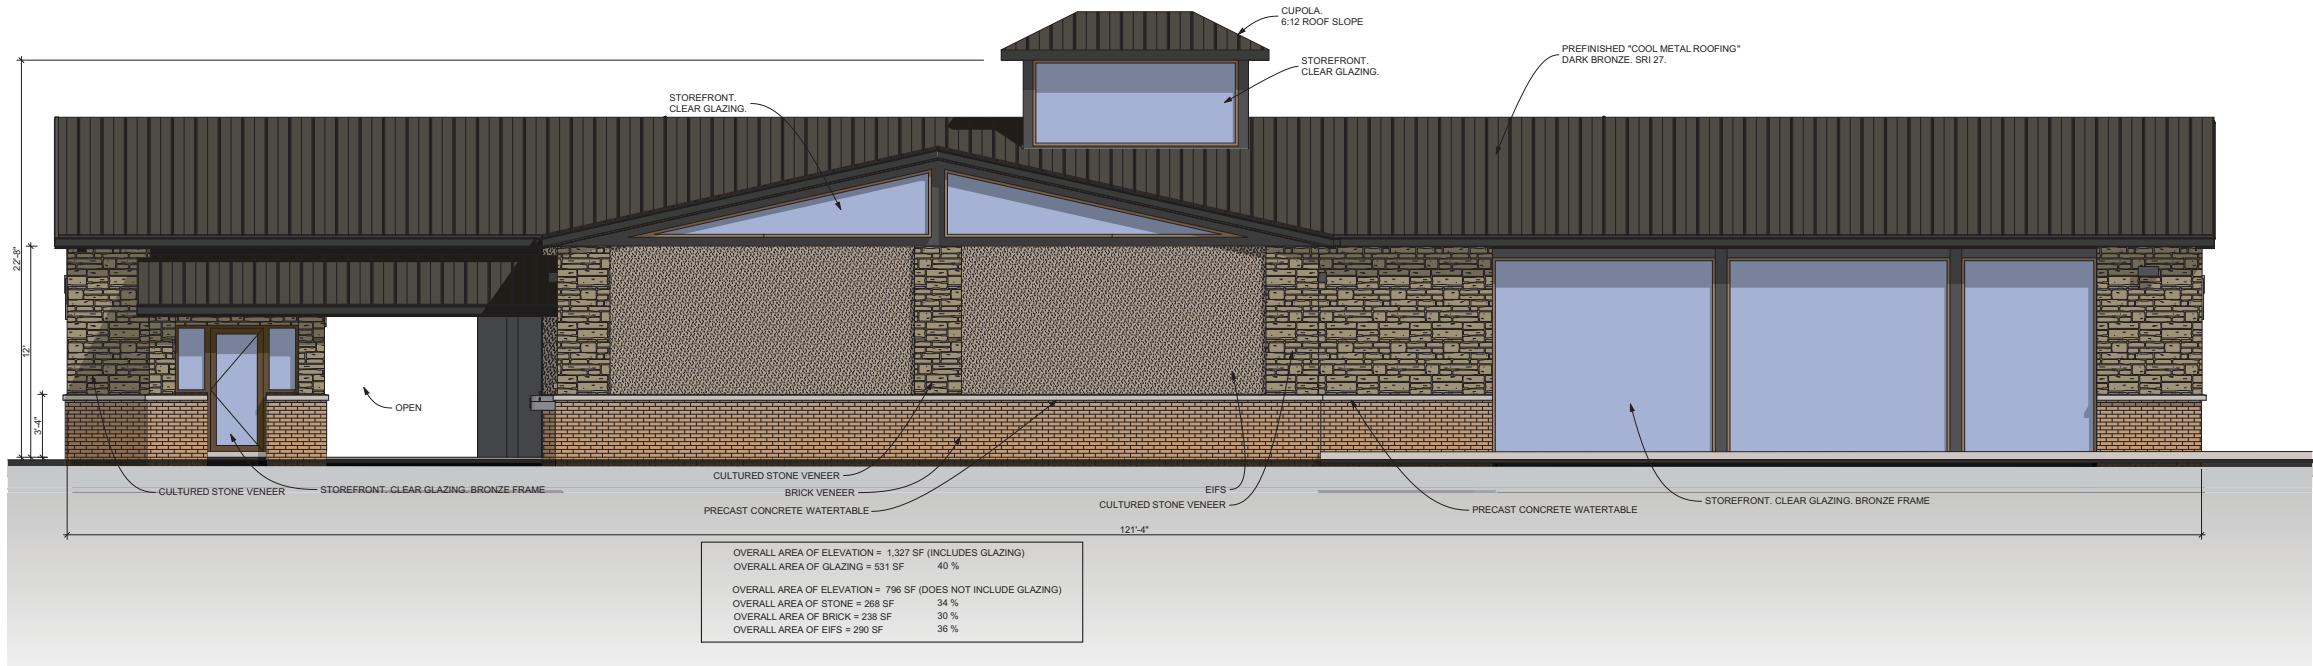 CUPOLA.
6:12 ROOF SLOPE
PREFINISHED "COOL METAL ROOFING"
DARK BRONZE. SRI 27.
STOREFRONT.
CLEAR GLAZING.
STOREFRONT.
CLEAR GLAZING.
22'-8"
12'
3'-4"
OPEN
CULTURED STONE VENEER
STOREFRONT. CLEAR GLAZING. BRONZE FRAME
CULTURED STONE VENEER
BRICK VENEER
PRECAST CONCRETE WATERTABLE
EIFS
CULTURED STONE VENEER
PRECAST CONCRETE WATERTABLE
STOREFRONT. CLEAR GLAZING. BRONZE FRAME
121'-4"
OVERALL AREA OF ELEVATION = 1,327 SF (INCLUDES GLAZING)
OVERALL AREA OF GLAZING = 531 SF 40 %
OVERALL AREA OF ELEVATION = 796 SF (DOES NOT INCLUDE GLAZING)
OVERALL AREA OF STONE = 268 SF 34 %
OVERALL AREA OF BRICK = 238 SF 30 %
OVERALL AREA OF EIFS = 290 SF 36 %